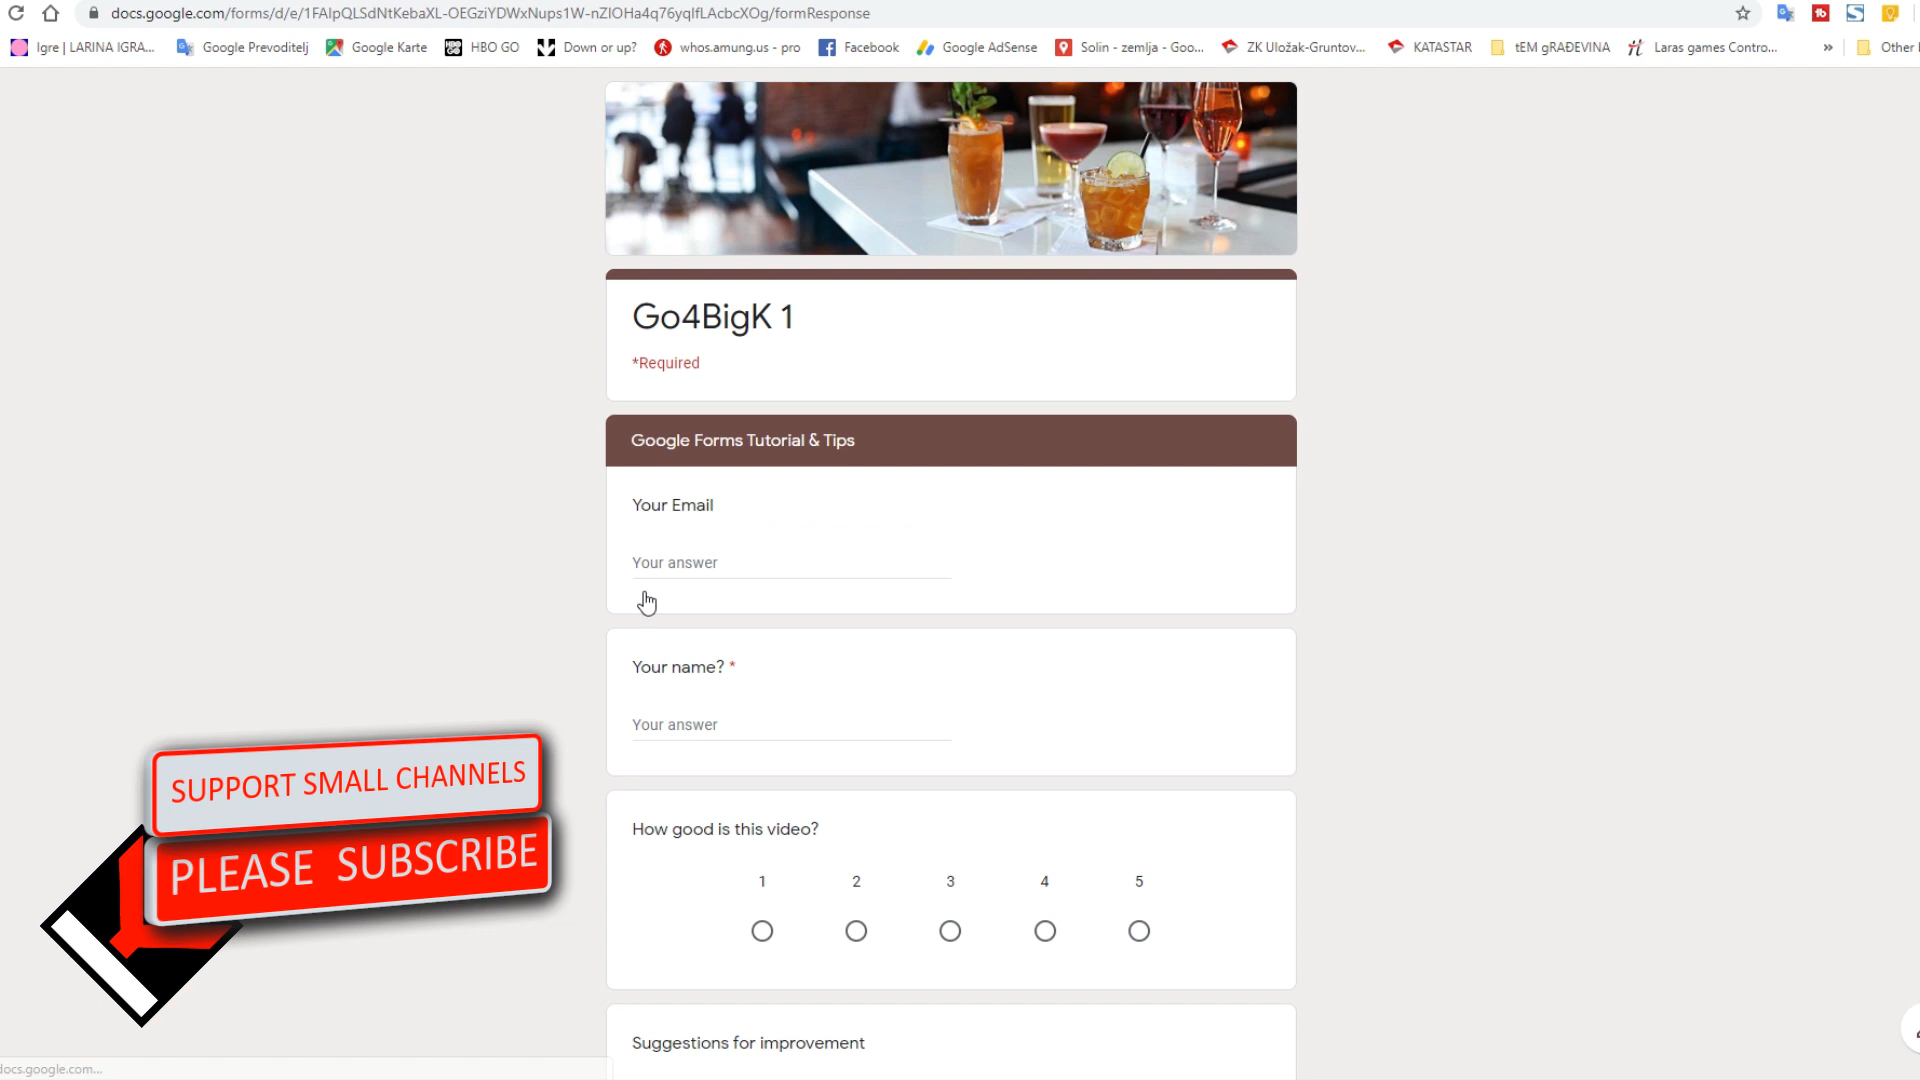 docs.google.com/forms/d/e/1FAIpQLSdNtKebaXL-OEGziYDWxNups1W-nZIOHa4q76yqlfLAcbcXOg/formResponse
Igre | LARINA IGRA... Google Prevoditelj Google Karte HBO GO Down or up? whos.amung.us - pro Facebook Google AdSense Solin - zemlja - Goo... ZK Uložak-Gruntov... KATASTAR tEM gRAĐEVINA Laras games Contro... » Other
Go4BigK 1
*Required
Google Forms Tutorial & Tips
Your Email
Your answer
Your name? *
Your answer
How good is this video?
1 2 3 4 5
Suggestions for improvement
SUPPORT SMALL CHANNELS
PLEASE SUBSCRIBE
docs.google.com...